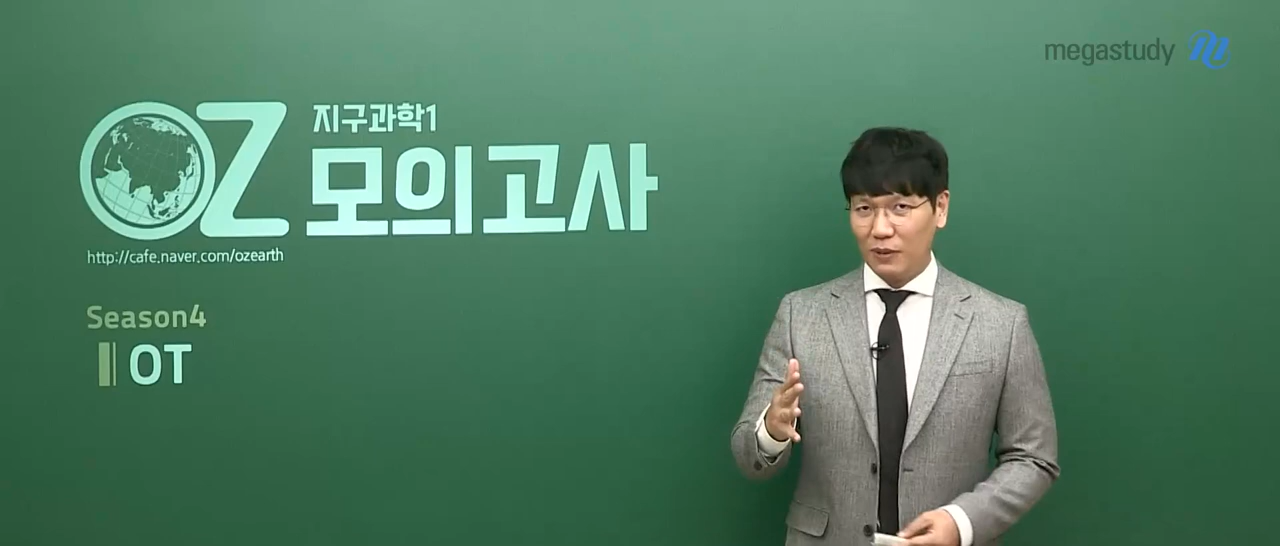 megastudy
OZ
지구과학1
모의고사
http://cafe.naver.com/ozearth
Season4
OT